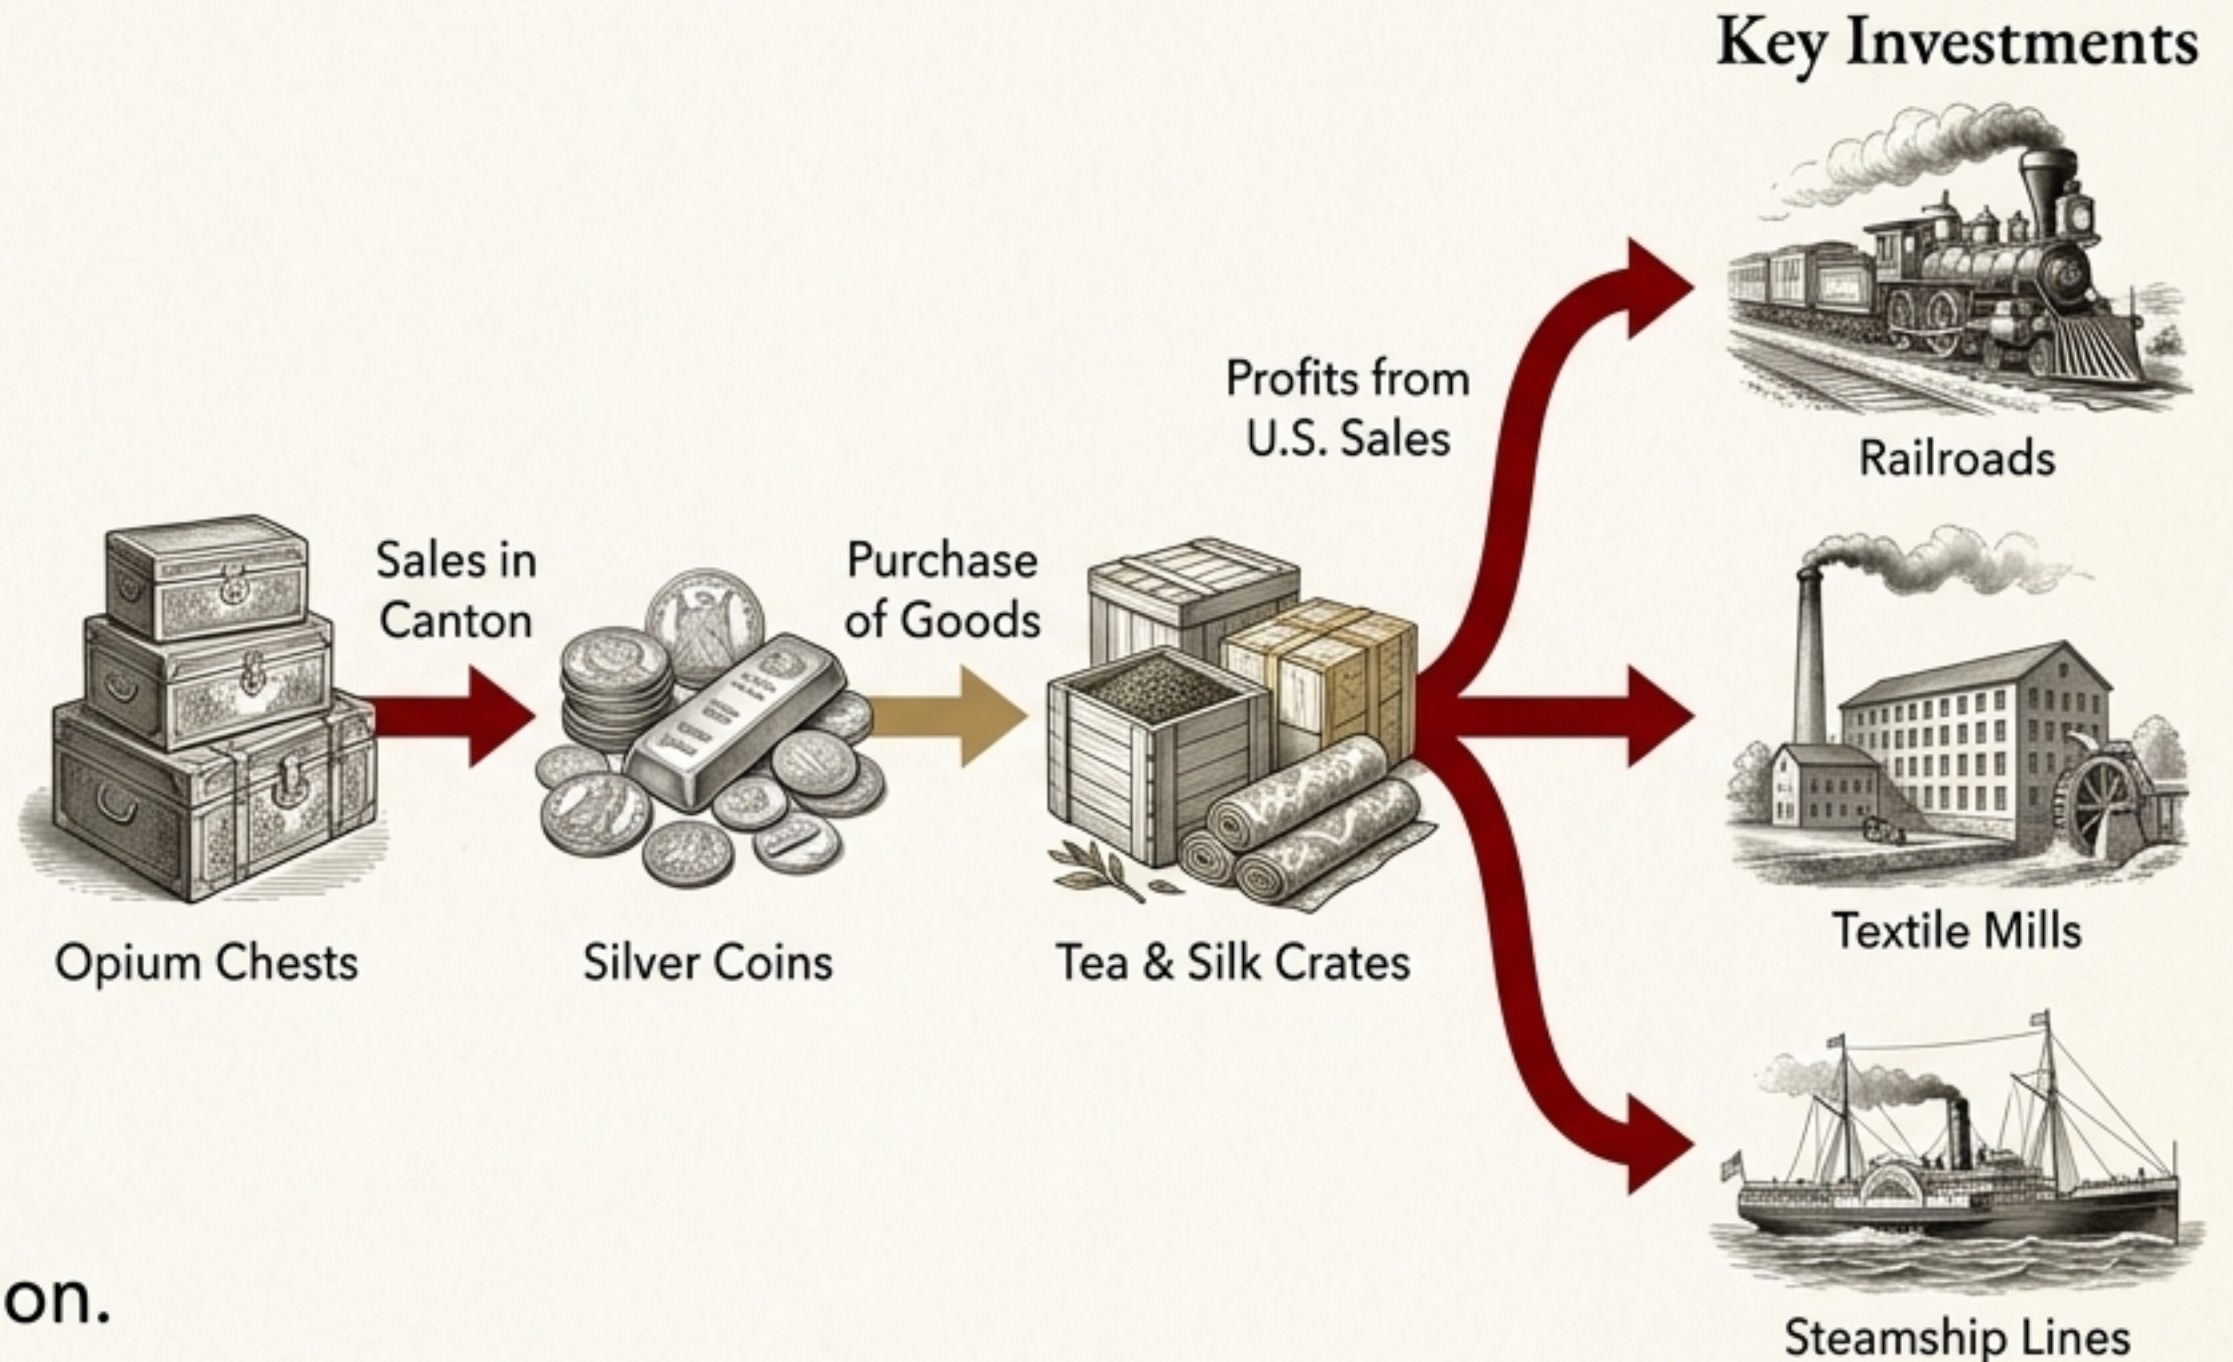 Key Investments
Profits from
U.S. Sales
Railroads
Sales in
Canton
Purchase
of Goods
Textile Mills
Opium Chests
Silver Coins
Tea & Silk Crates
on.
Steamship Lines